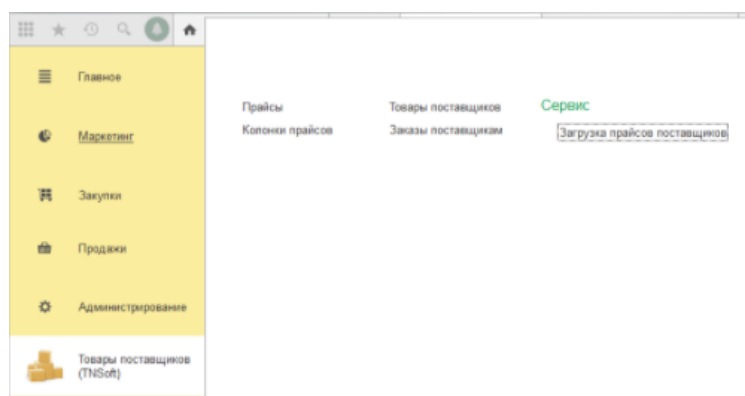 Главное
Маркетинг
Закупки
Продажи
Администрирование
Товары поставщиков
(TNSoft)
Прайсы
Колонки прайсов
Товары поставщиков
Заказы поставщикам
Сервис
Загрузка прайсов поставщиков